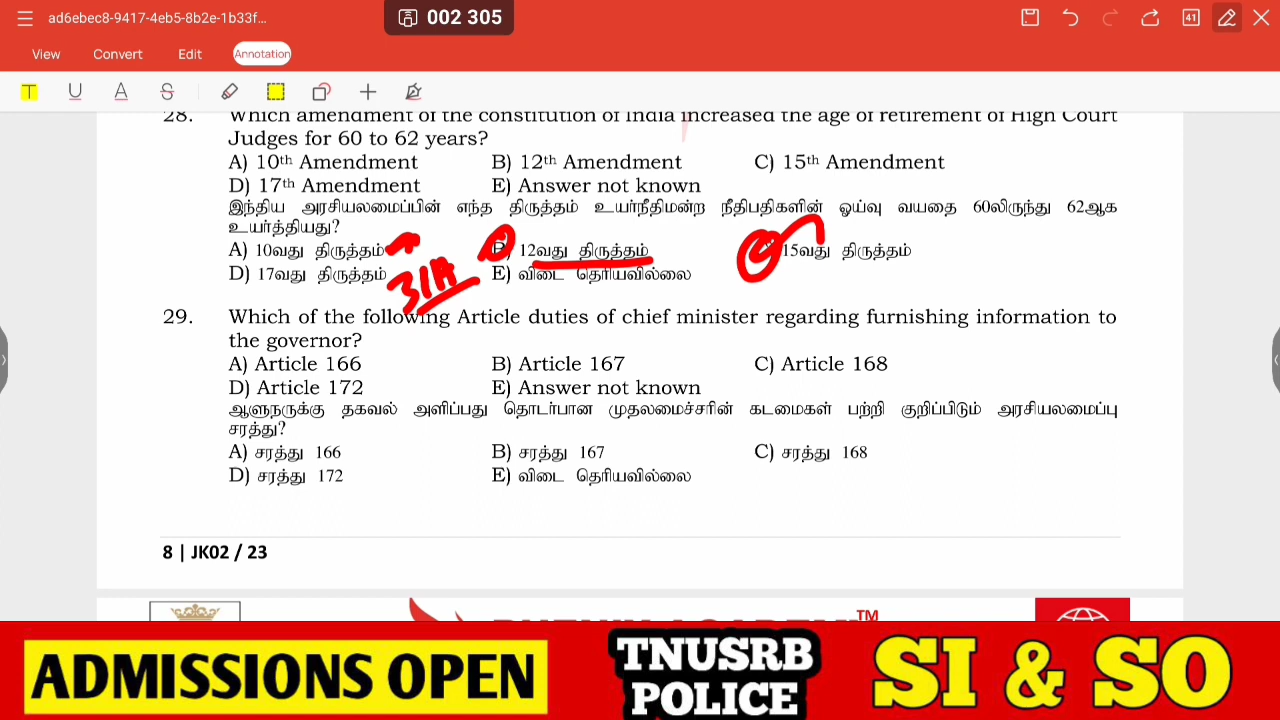 ad6ebec8-9417-4eb5-8b2e-1b33f...
002 305
41
View Convert Edit Annotation
T U A S
28. Which amendment of the constitution of India increased the age of retirement of High Court
Judges for 60 to 62 years?
A) 10th Amendment B) 12th Amendment C) 15th Amendment
D) 17th Amendment E) Answer not known
இந்திய அரசியலமைப்பின் எந்த திருத்தம் உயர்நீதிமன்ற நீதிபதிகளின் ஓய்வு வயதை 60லிருந்து 62ஆக
உயர்த்தியது?
A) 10வது திருத்தம் 12வது திருத்தம் 15வது திருத்தம்
D) 17வது திருத்தம் E) விடை தெரியவில்லை
29. Which of the following Article duties of chief minister regarding furnishing information to
the governor?
A) Article 166 B) Article 167 C) Article 168
D) Article 172 E) Answer not known
ஆளுநருக்கு தகவல் அளிப்பது தொடர்பான முதலமைச்சரின் கடமைகள் பற்றி குறிப்பிடும் அரசியலமைப்பு
சரத்து?
A) சரத்து 166 B) சரத்து 167 C) சரத்து 168
D) சரத்து 172 E) விடை தெரியவில்லை
8 | JK02 / 23
TM
ADMISSIONS OPEN
TNUSRB
POLICE
SI & SO